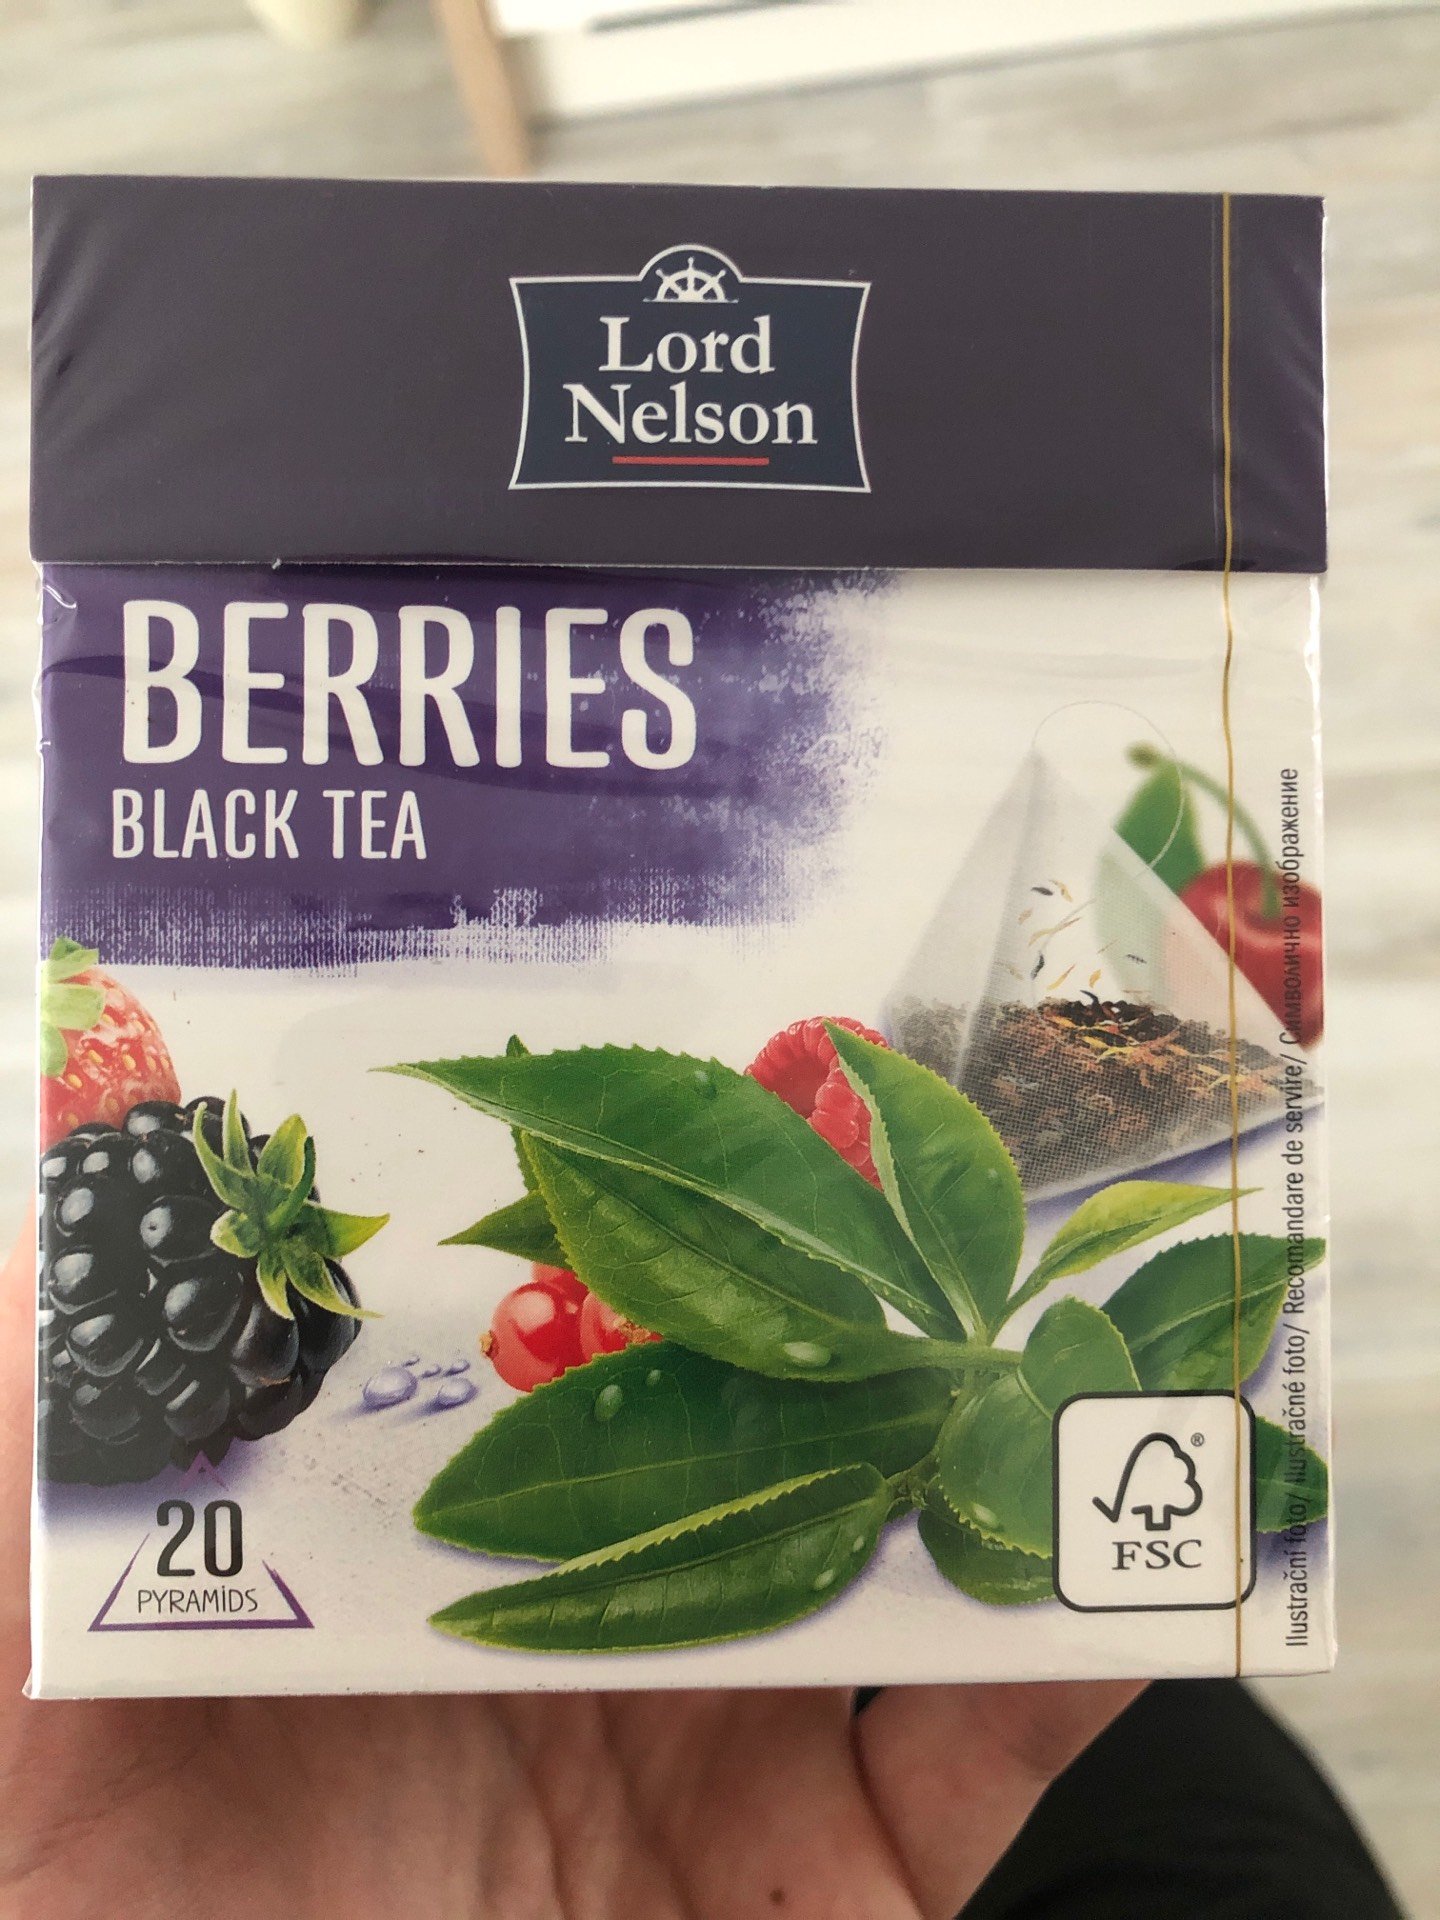 Lord
Nelson
BERRIES
BLACK TEA
20
PYRAMiDS
®
FSC
Ilustrační foto/ Ilustračné foto/ Recomandare de servire/ Символично изображение